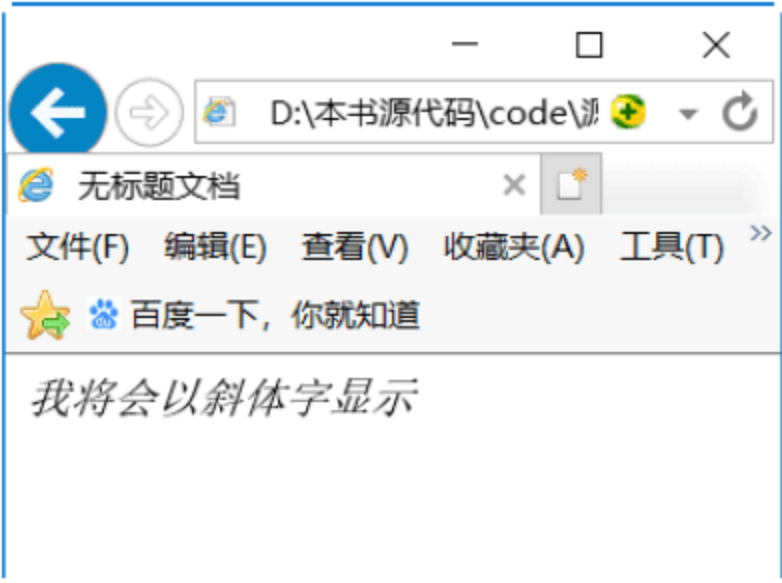 D:\本书源代码\code\源
无标题文档
文件(F) 编辑(E) 查看(V) 收藏夹(A) 工具(T) »
百度一下，你就知道
我将会以斜体字显示